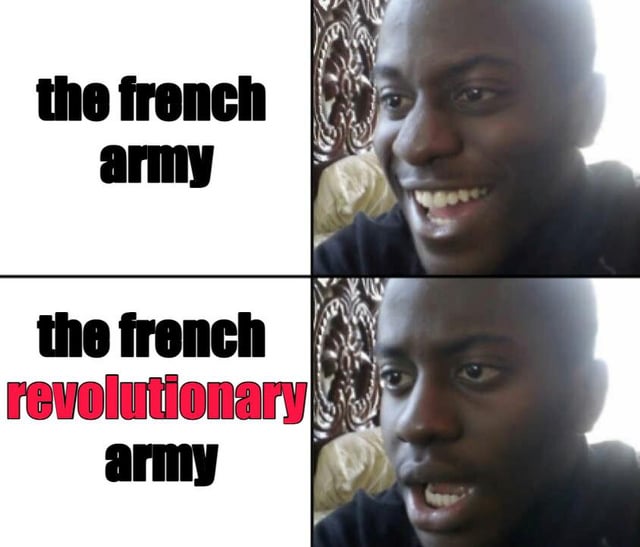 the french
army
the french
revolutionary
army